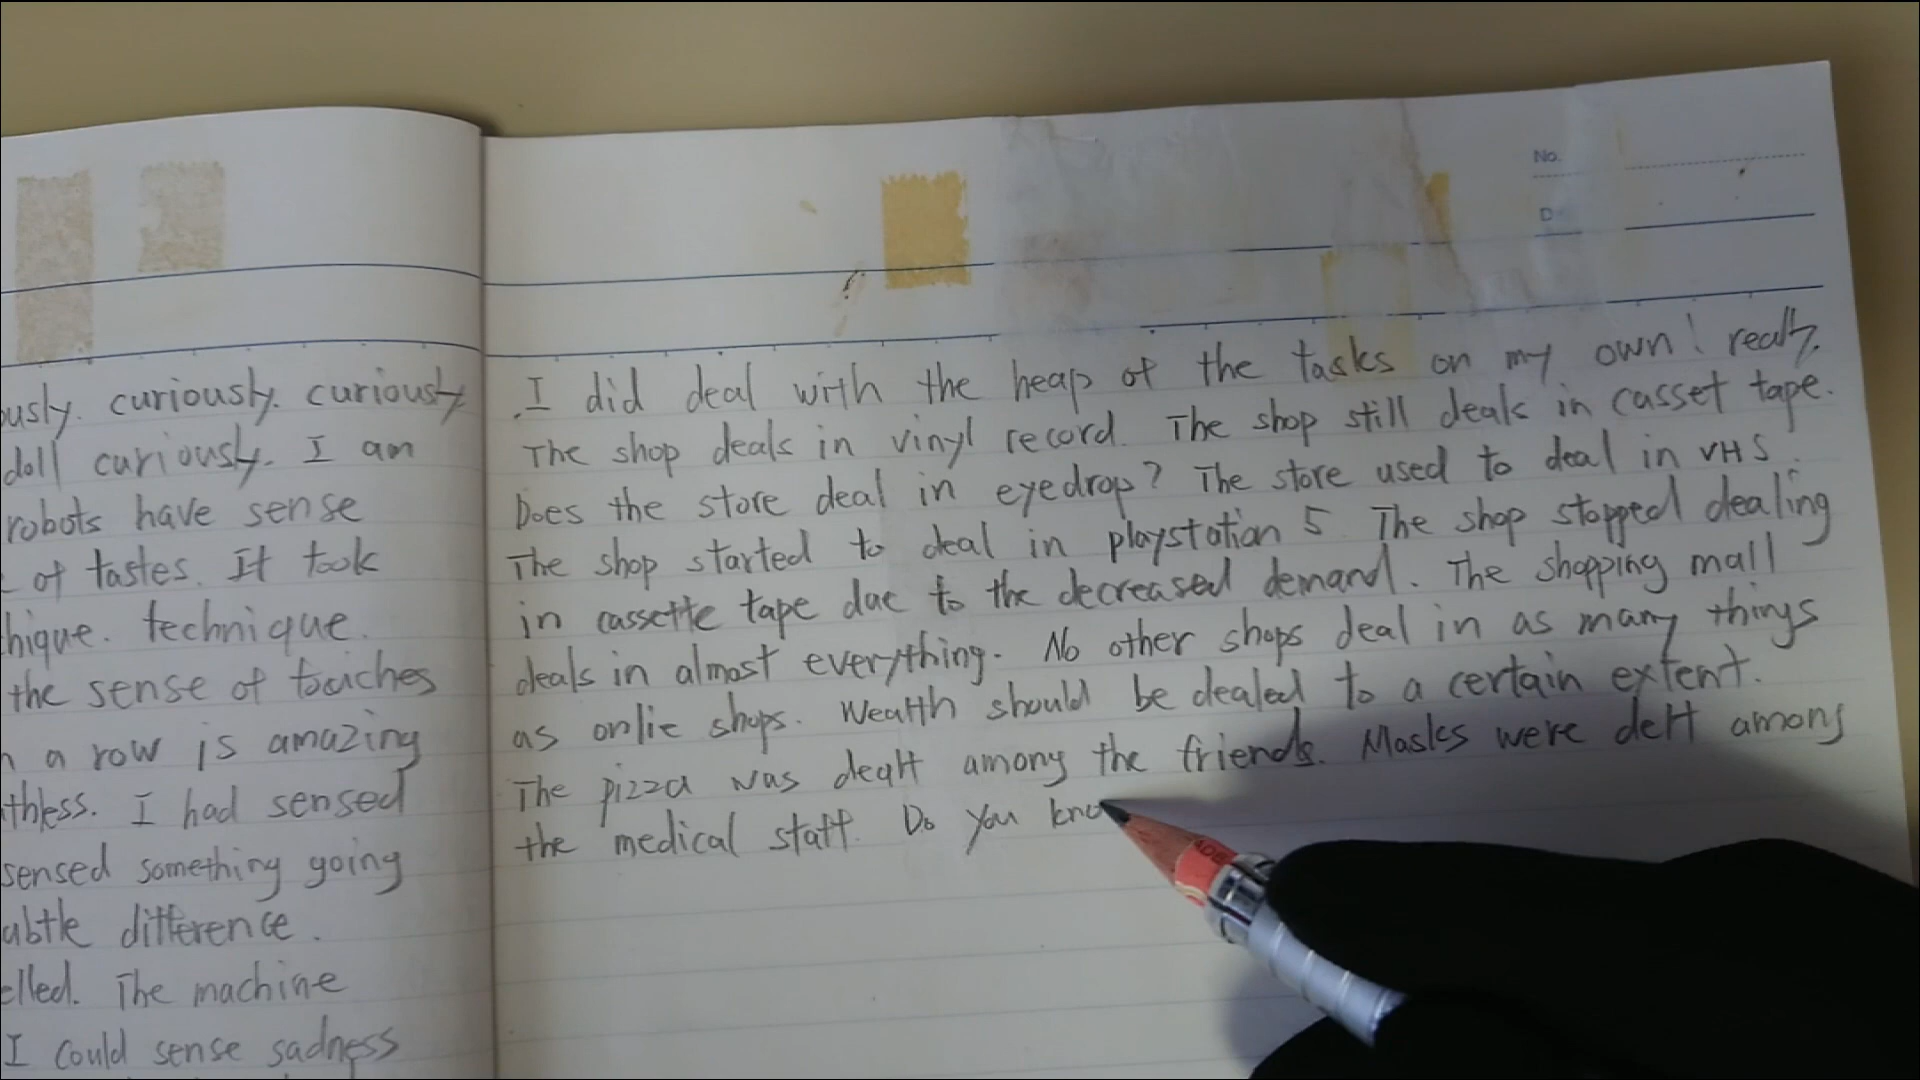 ously. curiously. curiously
doll curiously. I am
robots have sense
of tastes. It took
hique. technique.
the sense of touches
n a row is amazing
thless. I had sensed
sensed something going
ubtle difference.
elled. The machine
I could sense sadness
No.
D
I did deal with the heap of the tasks on my own! really.
The shop deals in vinyl record. The shop still deals in casset tape.
Does the store deal in eyedrop? The store used to deal in VHS.
The shop started to deal in playstation 5. The shop stopped dealing
in cassette tape due to the decreased demand. The shopping mall
deals in almost everything. No other shops deal in as many things
as onlie shops. Wealth should be dealed to a certain extent.
The pizza was dealt among the friends. Masks were delt among
the medical staff. Do you kno